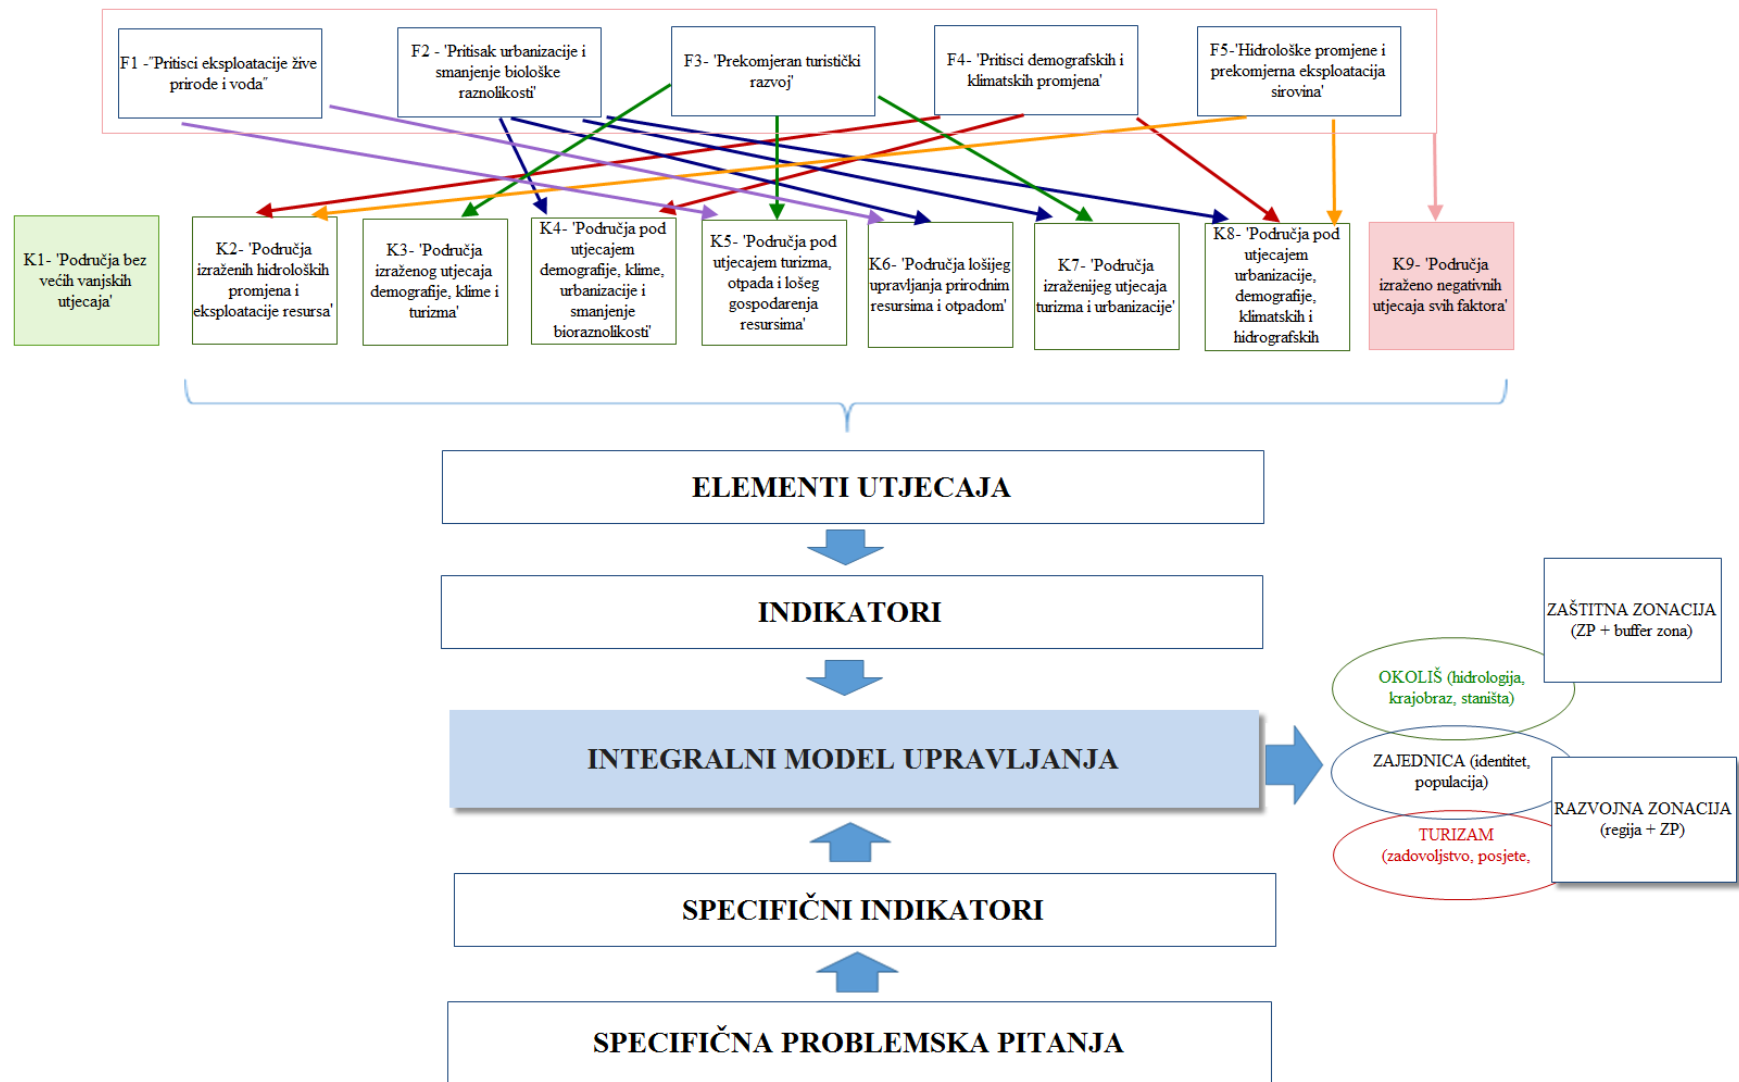 F1 -"Pritisci eksploatacije žive
prirode i voda"
F2 - 'Pritisak urbanizacije i
smanjenje biološke
raznolikosti'
F3- 'Prekomjeran turistički
razvoj'
F4- 'Pritisci demografskih i
klimatskih promjena'
F5-'Hidrološke promjene i
prekomjerna eksploatacija
sirovina'
K1- 'Područja bez
većih vanjskih
utjecaja'
K2- 'Područja
izraženih hidroloških
promjena i
eksploatacije resursa'
K3- 'Područja
izraženog utjecaja
demografije, klime i
turizma'
K4- 'Područja pod
utjecajem
demografije, klime,
urbanizacije i
smanjenje
bioraznolikosti'
K5- 'Područja pod
utjecajem turizma,
otpada i lošeg
gospodarenja
resursima'
K6- 'Područja lošijeg
upravljanja prirodnim
resursima i otpadom'
K7- 'Područja
izraženijeg utjecaja
turizma i urbanizacije'
K8- 'Područja pod
utjecajem
urbanizacije,
demografije,
klimatskih i
hidrografskih
K9- 'Područja
izraženo negativnih
utjecaja svih faktora'
ELEMENTI UTJECAJA
INDIKATORI
INTEGRALNI MODEL UPRAVLJANJA
SPECIFIČNI INDIKATORI
SPECIFIČNA PROBLEMSKA PITANJA
ZAŠTITNA ZONACIJA
(ZP + buffer zona)
OKOLIŠ (hidrologija,
krajobraz, staništa)
ZAJEDNICA (identitet,
populacija)
RAZVOJNA ZONACIJA
(regija + ZP)
TURIZAM
(zadovoljstvo, posjete,